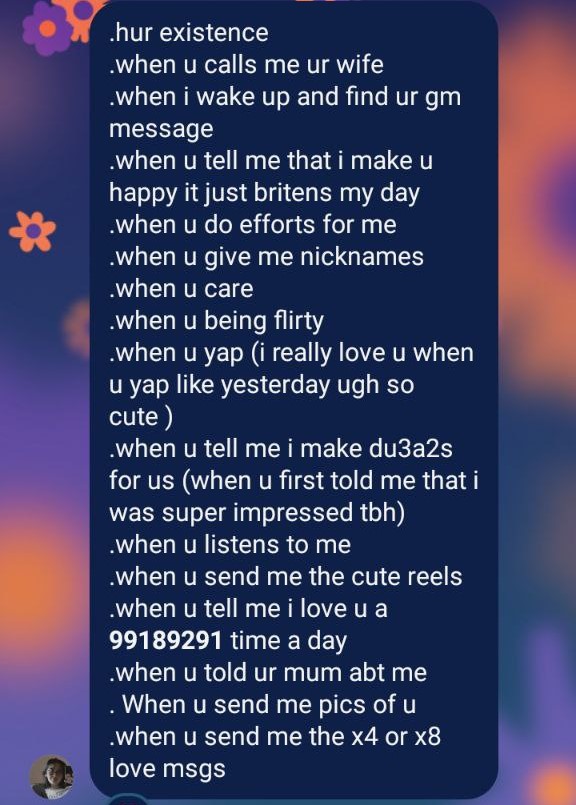 .hur existence
.when u calls me ur wife
.when i wake up and find ur gm
message
.when u tell me that i make u
happy it just britens my day
.when u do efforts for me
.when u give me nicknames
.when u care
.when u being flirty
.when u yap (i really love u when
u yap like yesterday ugh so
cute )
.when u tell me i make du3a2s
for us (when u first told me that i
was super impressed tbh)
.when u listens to me
.when u send me the cute reels
.when u tell me i love u a
99189291 time a day
.when u told ur mum abt me
. When u send me pics of u
.when u send me the x4 or x8
love msgs